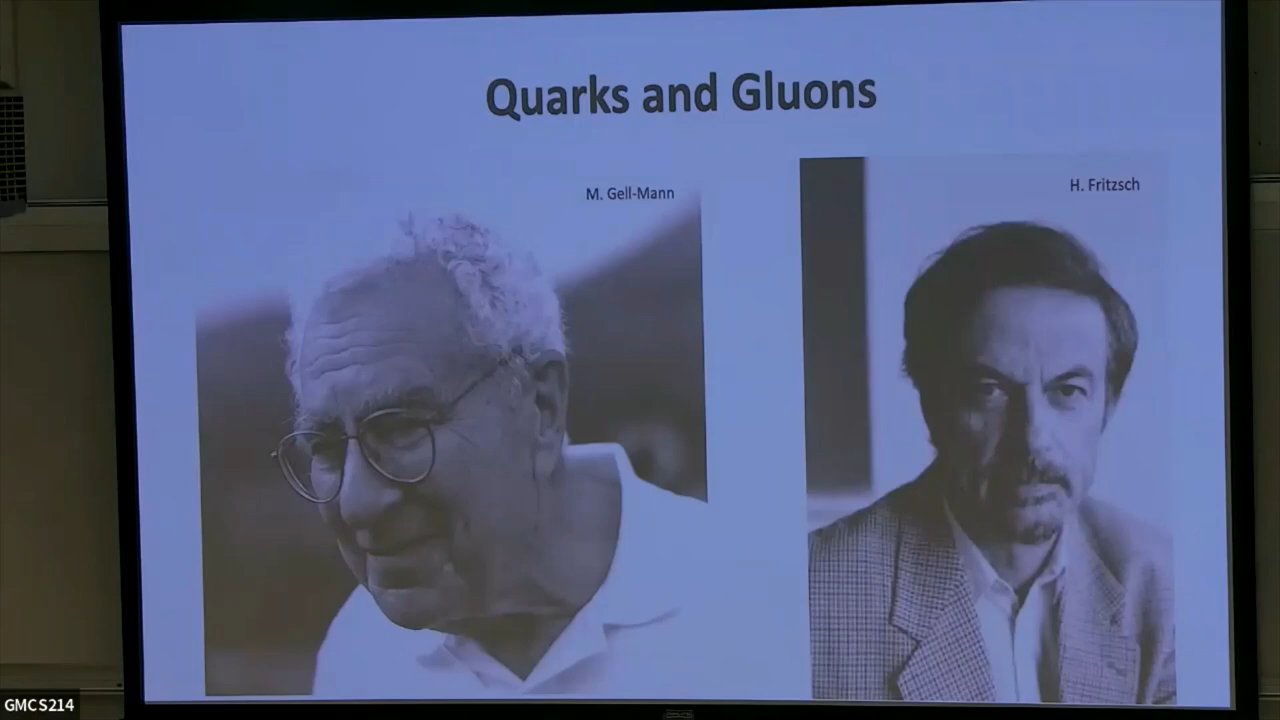 Quarks and Gluons
M. Gell-Mann
H. Fritzsch
GMCS214